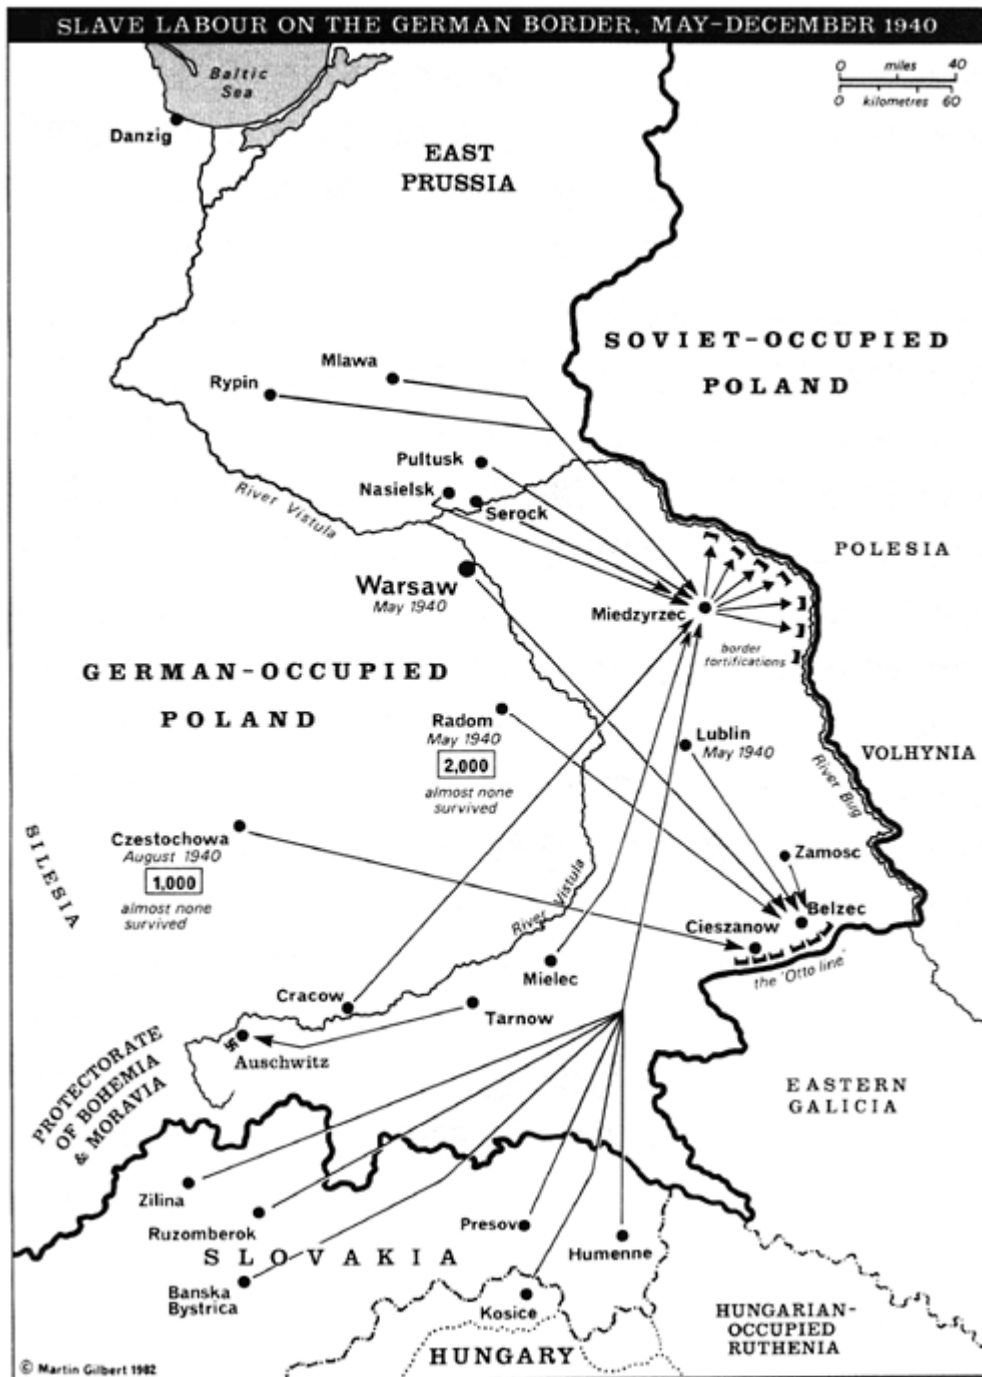 SLAVE LABOUR ON THE GERMAN BORDER, MAY–DECEMBER 1940
0 miles 40
0 kilometres 60
Baltic
Sea
Danzig
EAST
PRUSSIA
SOVIET-OCCUPIED
POLAND
Mlawa
Rypin
Pultusk
Nasielsk
Serock
River Vistula
POLESIA
Warsaw
May 1940
Miedzyrzec
border
fortifications
GERMAN-OCCUPIED
POLAND
Radom
May 1940
2,000
almost none
survived
Lublin
May 1940
VOLHYNIA
River Bug
SILESIA
Czestochowa
August 1940
1,000
almost none
survived
Zamosc
Belzec
Cieszanow
the 'Otto line'
River Vistula
Mielec
Cracow
Tarnow
Auschwitz
PROTECTORATE
OF BOHEMIA
& MORAVIA
EASTERN
GALICIA
Zilina
Ruzomberok
Presov
Humenne
SLOVAKIA
Banska
Bystrica
Kosice
HUNGARY
HUNGARIAN-
OCCUPIED
RUTHENIA
© Martin Gilbert 1982